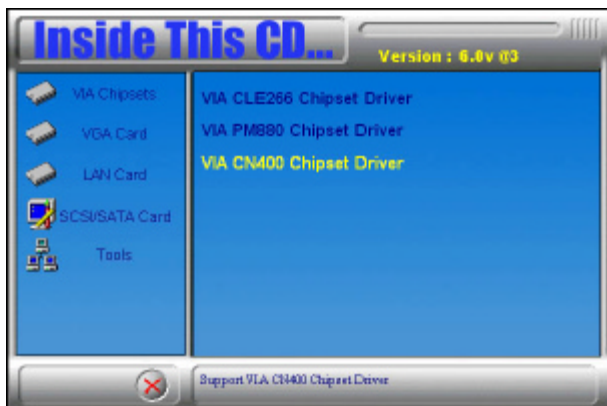 Inside This CD...
Version : 6.0v @3
VIA Chipsets
VGA Card
LAN Card
SCSI/SATA Card
Tools
VIA CLE266 Chipset Driver
VIA PM880 Chipset Driver
VIA CN400 Chipset Driver
Support VIA CN400 Chipset Driver